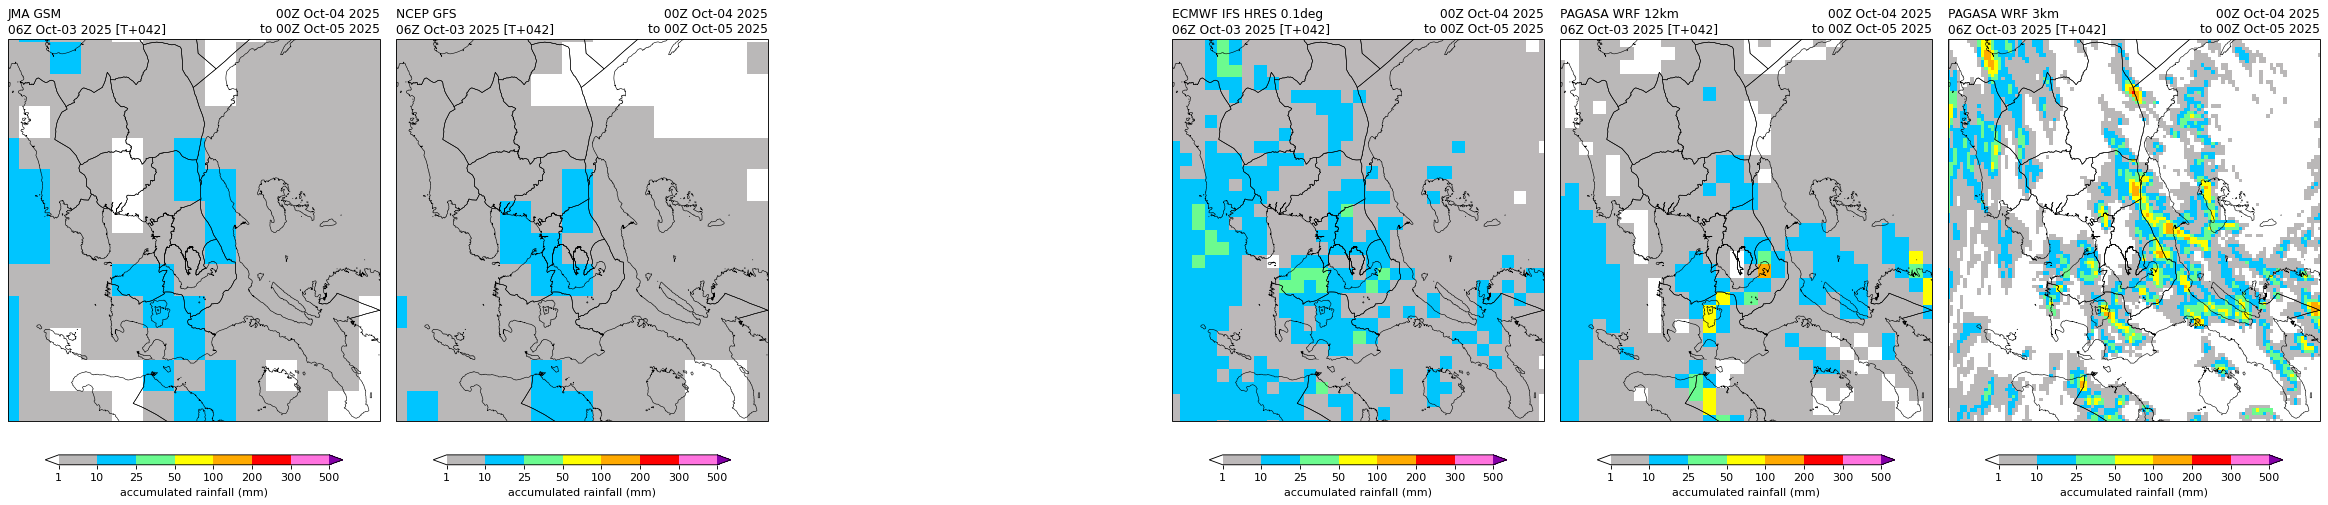 JMA GSM 00Z Oct-04 2025
06Z Oct-03 2025 [T+042] to 00Z Oct-05 2025
1 10 25 50 100 200 300 500
accumulated rainfall (mm)
NCEP GFS 00Z Oct-04 2025
06Z Oct-03 2025 [T+042] to 00Z Oct-05 2025
1 10 25 50 100 200 300 500
accumulated rainfall (mm)
ECMWF IFS HRES 0.1deg 00Z Oct-04 2025
06Z Oct-03 2025 [T+042] to 00Z Oct-05 2025
1 10 25 50 100 200 300 500
accumulated rainfall (mm)
PAGASA WRF 12km 00Z Oct-04 2025
06Z Oct-03 2025 [T+042] to 00Z Oct-05 2025
1 10 25 50 100 200 300 500
accumulated rainfall (mm)
PAGASA WRF 3km 00Z Oct-04 2025
06Z Oct-03 2025 [T+042] to 00Z Oct-05 2025
1 10 25 50 100 200 300 500
accumulated rainfall (mm)